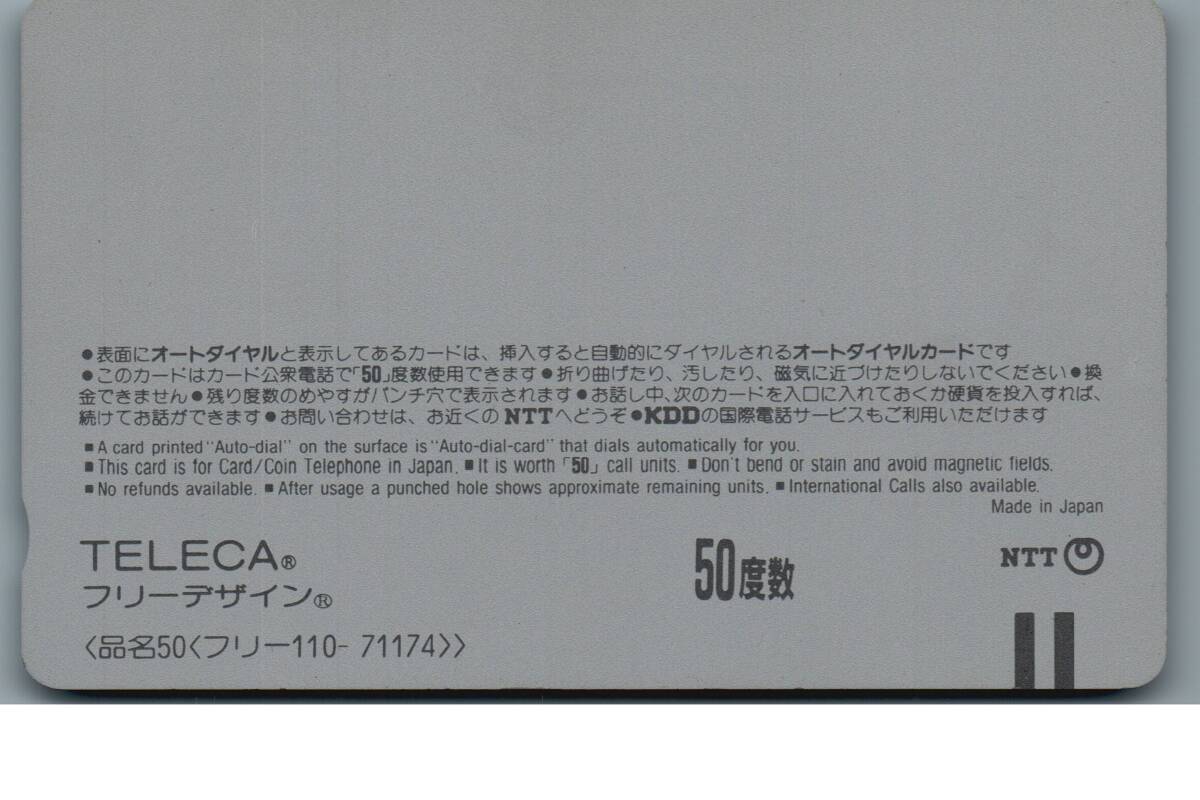 ●表面にオートダイヤルと表示してあるカードは、挿入すると自動的にダイヤルされるオートダイヤルカードです
●このカードはカード公衆電話で「50」度数使用できます●折り曲げたり、汚したり、磁気に近づけたりしないでください●換
金できません●残り度数のめやすがパンチ穴で表示されます●お話し中、次のカードを入口に入れておくか硬貨を投入すれば、
続けてお話ができます●お問い合わせは、お近くのNTTへどうぞ●KDDの国際電話サービスもご利用いただけます
■A card printed "Auto-dial" on the surface is "Auto-dial-card" that dials automatically for you.
■This card is for Card/Coin Telephone in Japan. ■It is worth「50」call units. ■Don't bend or stain and avoid magnetic fields.
■No refunds available. ■After usage a punched hole shows approximate remaining units. ■International Calls also available.
Made in Japan
TELECA®
フリーデザイン®
50度数
NTT
〈品名50〈フリー110- 71174〉〉